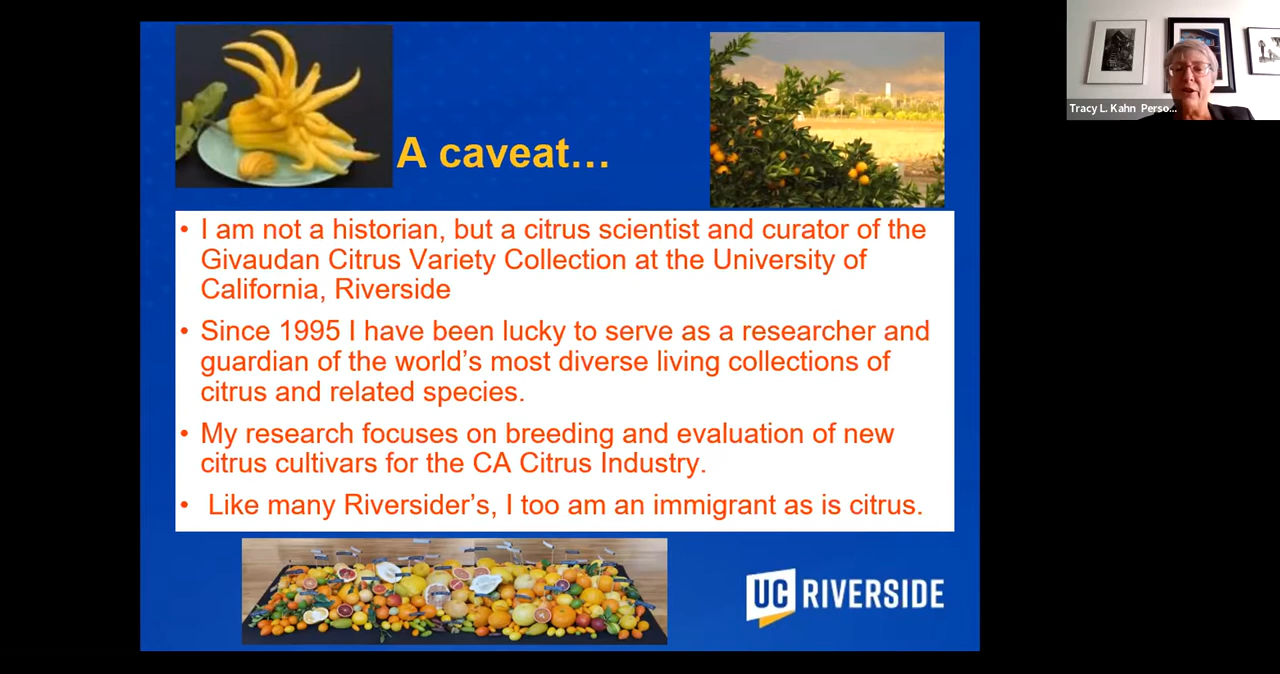 A caveat…
• I am not a historian, but a citrus scientist and curator of the
Givaudan Citrus Variety Collection at the University of
California, Riverside
• Since 1995 I have been lucky to serve as a researcher and
guardian of the world's most diverse living collections of
citrus and related species.
• My research focuses on breeding and evaluation of new
citrus cultivars for the CA Citrus Industry.
• Like many Riversider's, I too am an immigrant as is citrus.
UC RIVERSIDE
Tracy L. Kahn Perso...